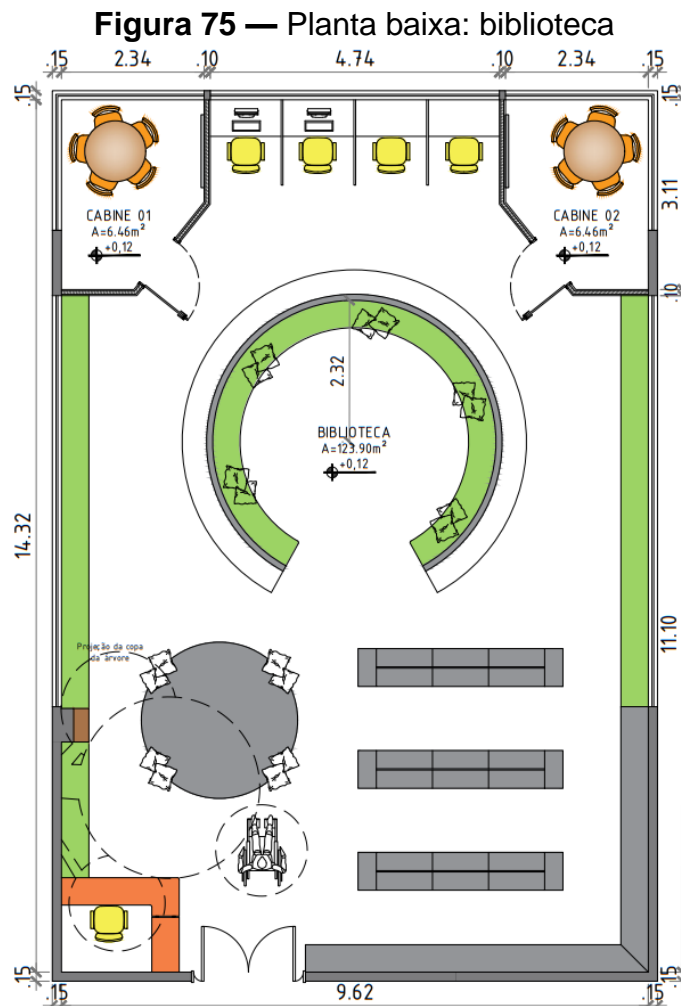 Figura 75 — Planta baixa: biblioteca
.15 2.34 .10 4.74 .10 2.34 .15
.15
.15
CABINE 01
A=6.46m²
+0,12
CABINE 02
A=6.46m²
+0,12
3.11
.10
2.32
BIBLIOTECA
A=123.90m²
+0,12
14.32
11.10
Projeção da copa
da árvore
.15
.15
.15 9.62 .15